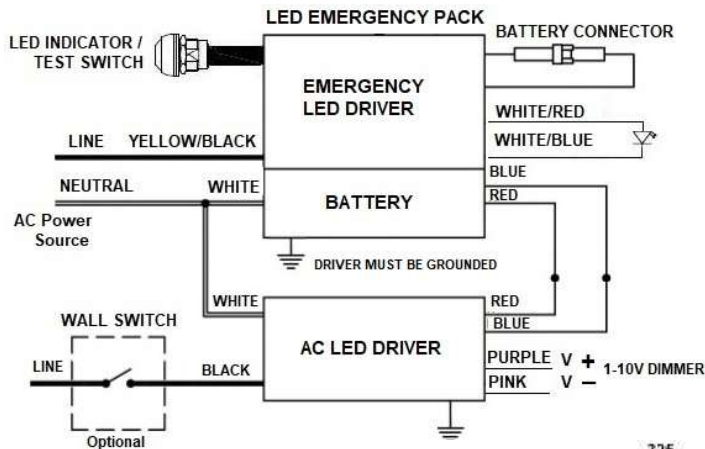 LED EMERGENCY PACK
LED INDICATOR /
TEST SWITCH
BATTERY CONNECTOR
EMERGENCY
LED DRIVER
WHITE/RED
WHITE/BLUE
LINE YELLOW/BLACK
NEUTRAL WHITE
BLUE
RED
BATTERY
AC Power
Source
DRIVER MUST BE GROUNDED
WHITE
RED
BLUE
WALL SWITCH
AC LED DRIVER
LINE
BLACK
PURPLE V +
PINK V −
1-10V DIMMER
Optional